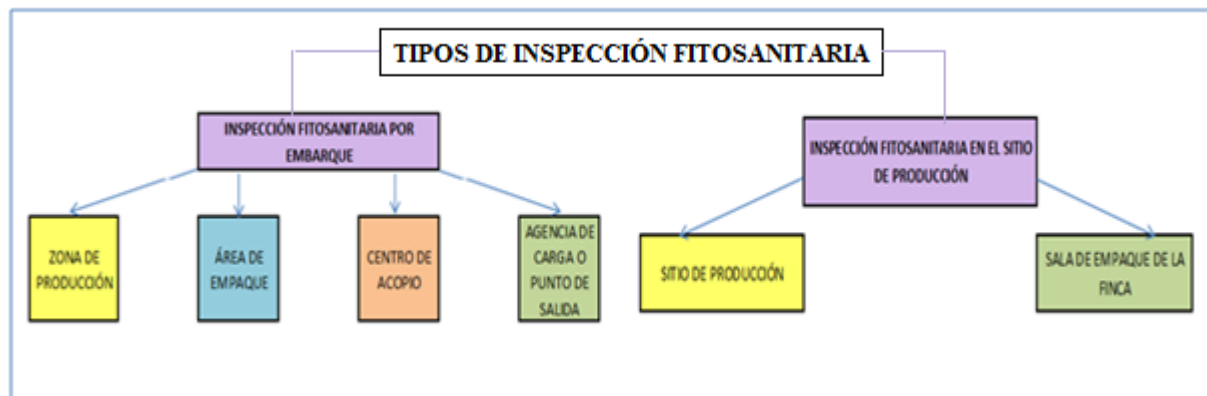 TIPOS DE INSPECCIÓN FITOSANITARIA
INSPECCIÓN FITOSANITARIA POR
EMBARQUE
ZONA DE
PRODUCCIÓN
ÁREA DE
EMPAQUE
CENTRO DE
ACOPIO
AGENCIA DE
CARGA O
PUNTO DE
SALIDA
INSPECCIÓN FITOSANITARIA EN EL SITIO
DE PRODUCCIÓN
SITIO DE PRODUCCIÓN
SALA DE EMPAQUE DE LA
FINCA